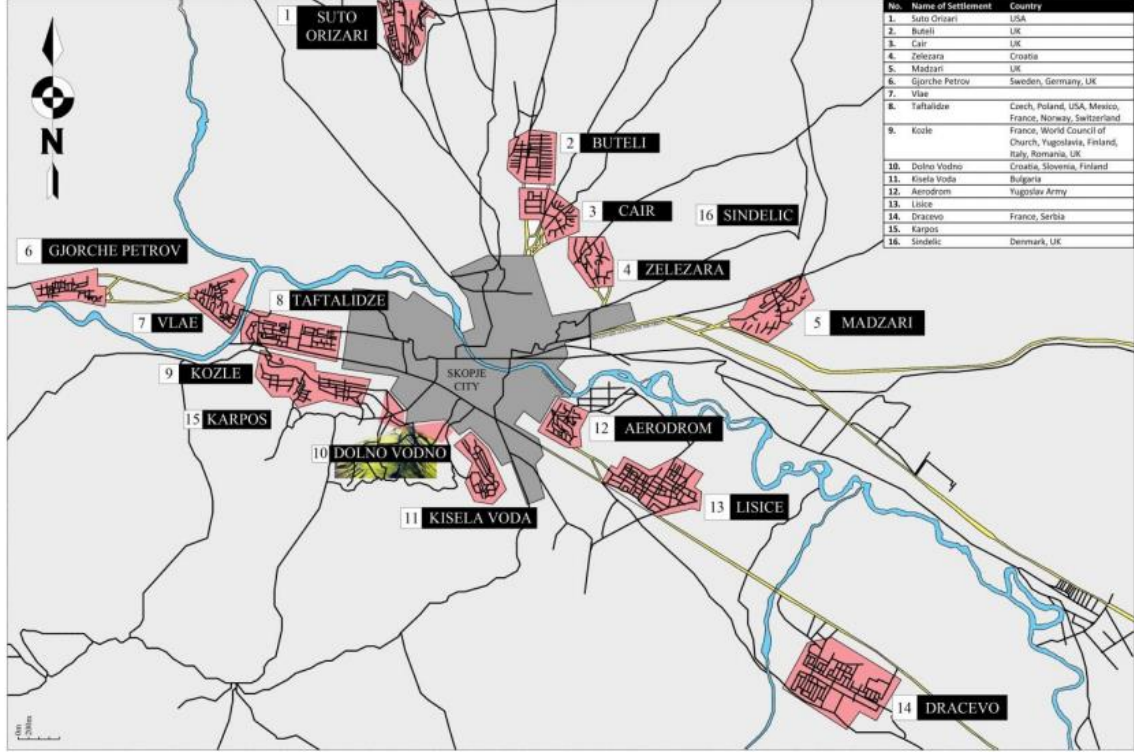 1 SUTO
ORIZARI
N
2 BUTELI
3 CAIR
16 SINDELIC
6 GJORCHE PETROV
4 ZELEZARA
8 TAFTALIDZE
7 VLAE
5 MADZARI
9 KOZLE
SKOPJE
CITY
15 KARPOS
12 AERODROM
10 DOLNO VODNO
13 LISICE
11 KISELA VODA
14 DRACEVO
0m
200m
No. Name of Settlement Country
1. Suto Orizari USA
2. Buteli UK
3. Cair UK
4. Zelezara Croatia
5. Madzari UK
6. Gjorche Petrov Sweden, Germany, UK
7. Vlae
8. Taftalidze Czech, Poland, USA, Mexico,
France, Norway, Switzerland
9. Kozle France, World Council of
Church, Yugoslavia, Finland,
Italy, Romania, UK
10. Dolno Vodno Croatia, Slovenia, Finland
11. Kisela Voda Bulgaria
12. Aerodrom Yugoslav Army
13. Lisice
14. Dracevo France, Serbia
15. Karpos
16. Sindelic Denmark, UK